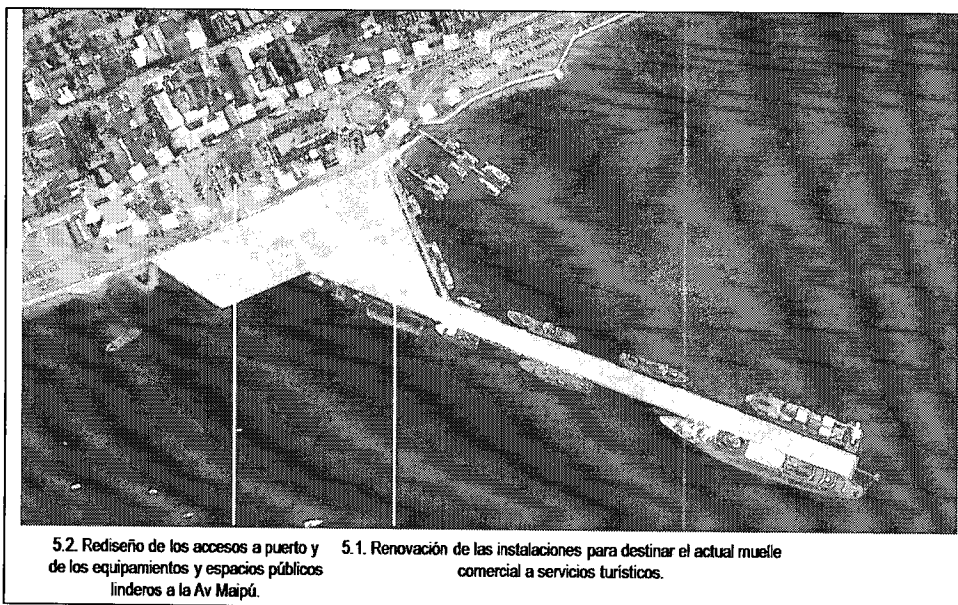 5.2. Rediseño de los accesos a puerto y
de los equipamientos y espacios públicos
linderos a la Av Maipú.
5.1. Renovación de las instalaciones para destinar el actual muelle
comercial a servicios turísticos.